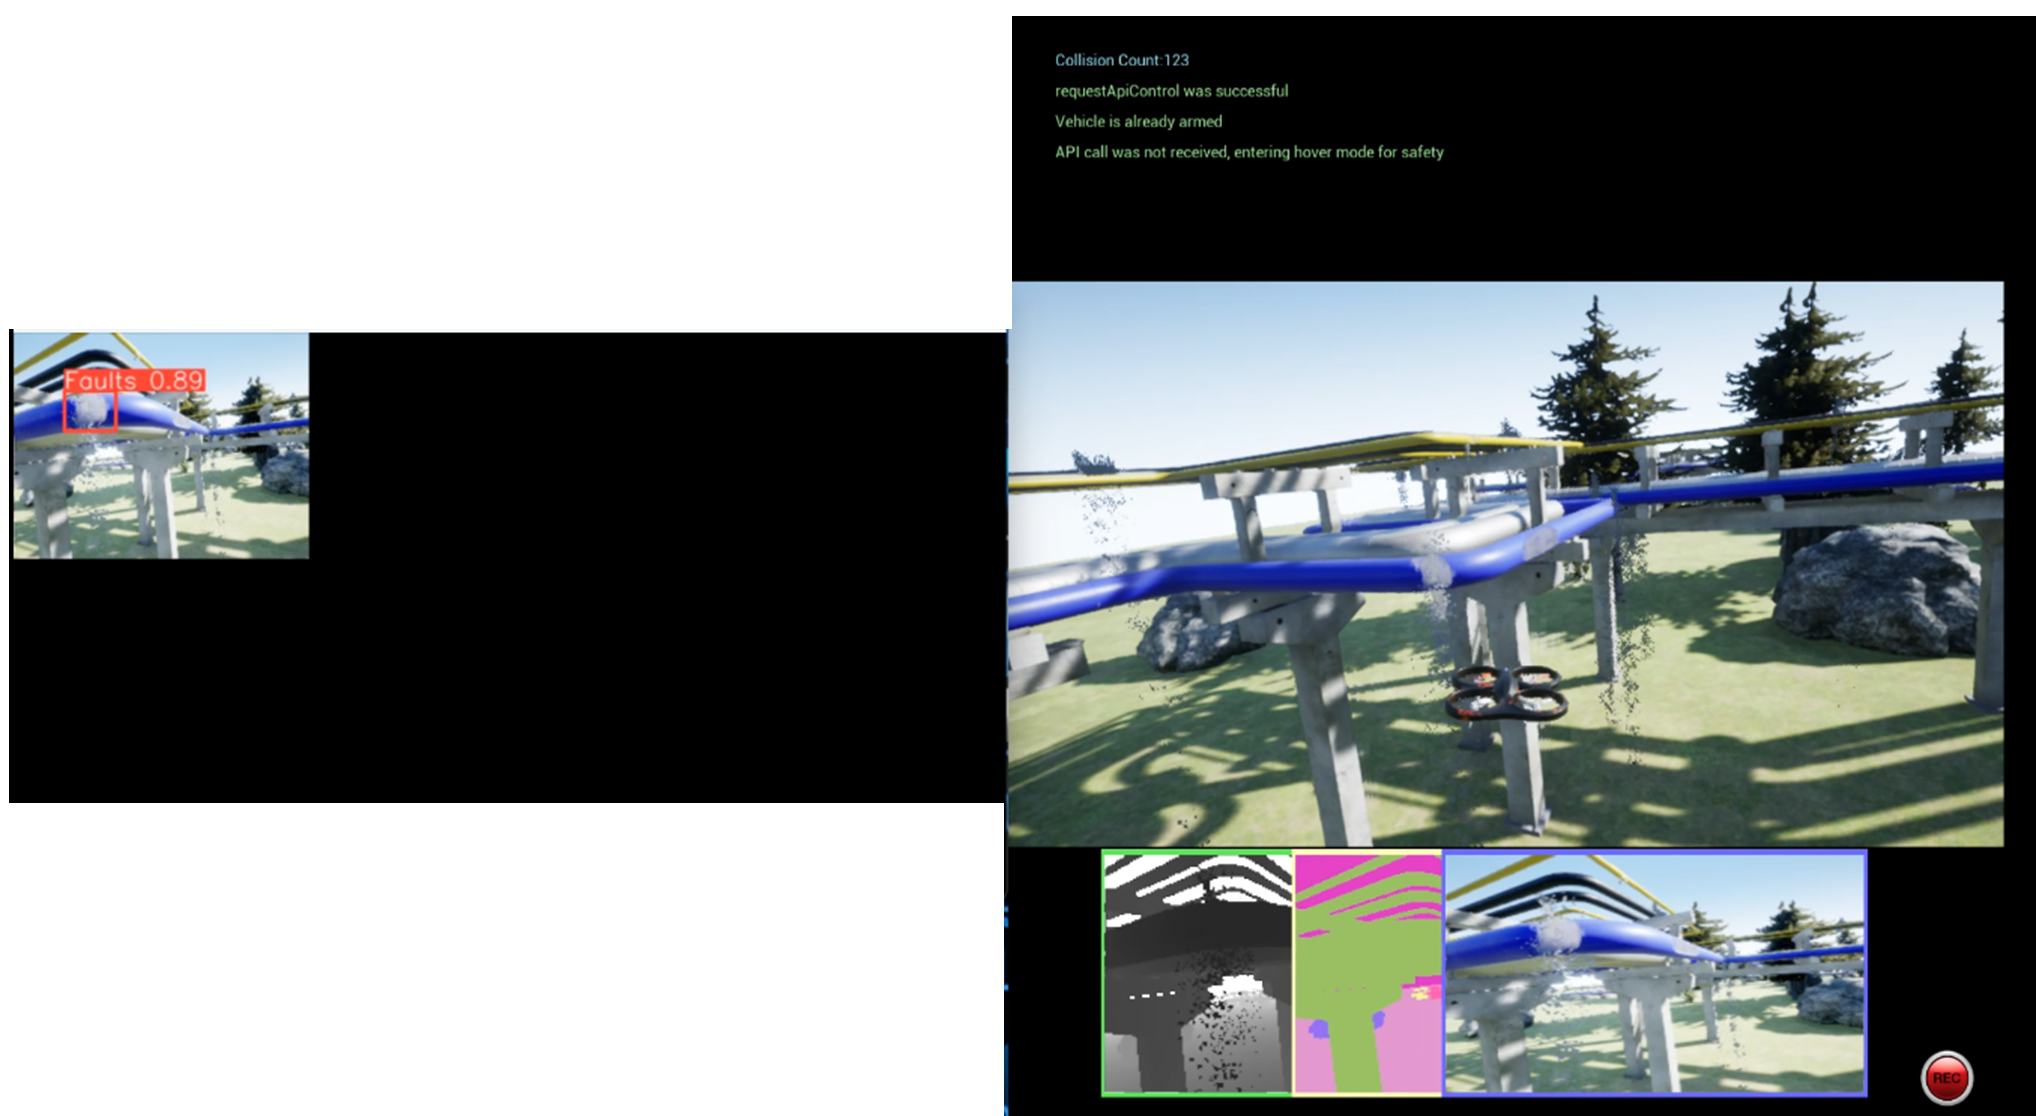 Collision Count:123
requestApiControl was successful
Vehicle is already armed
API call was not received, entering hover mode for safety
Faults 0.89
REC